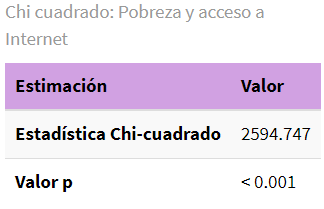 Chi cuadrado: Pobreza y acceso a
Internet
Estimación Valor
Estadística Chi-cuadrado 2594.747
Valor p < 0.001